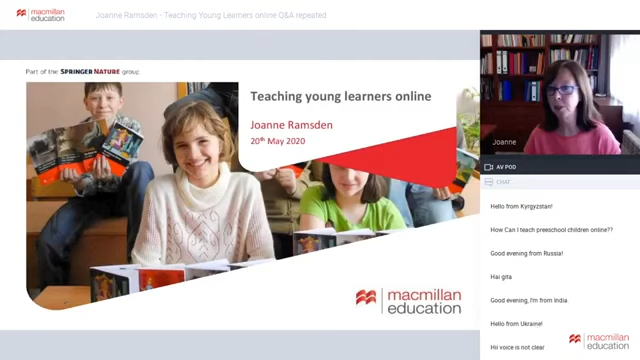 macmillan
education
Joanne Ramsden - Teaching Young Learners online Q&A repeated
Part of the SPRINGER NATURE group
Teaching young learners online
Joanne Ramsden
20th May 2020
macmillan
education
Joanne
AV POD
CHAT
Hello from Kyrgyzstan!
How Can I teach preeschool children online??
Good evening from Russia!
Hai gita
Good evening, I'm from India.
Hello from Ukraine!
Hii voice is not clear
macmillan
education